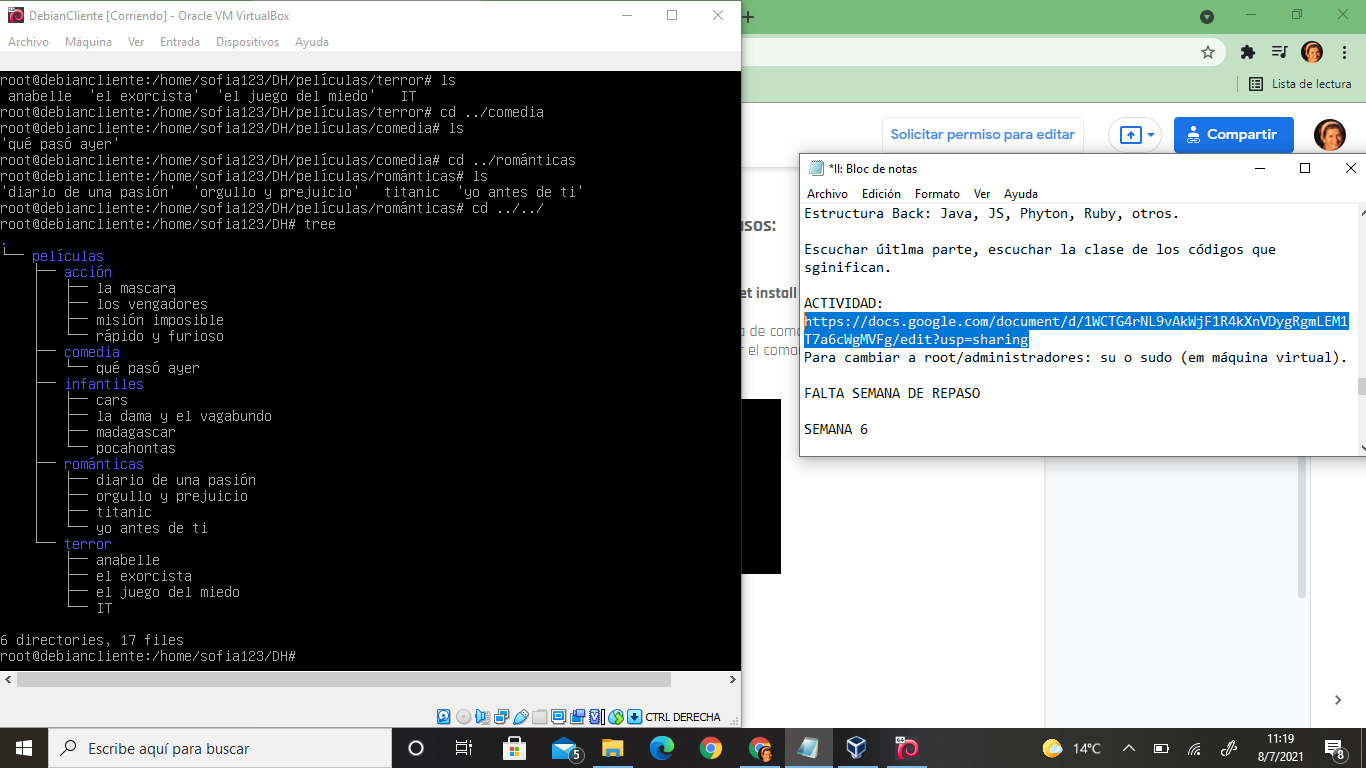 DebianCliente [Corriendo] - Oracle VM VirtualBox
Archivo Máquina Ver Entrada Dispositivos Ayuda
root@debiancliente:/home/sofia123/DH/películas/terror# ls
anabelle 'el exorcista' 'el juego del miedo' IT
root@debiancliente:/home/sofia123/DH/películas/terror# cd ../comedia
root@debiancliente:/home/sofia123/DH/películas/comedia# ls
'qué pasó ayer'
root@debiancliente:/home/sofia123/DH/películas/comedia# cd ../románticas
root@debiancliente:/home/sofia123/DH/películas/románticas# ls
'diario de una pasión' 'orgullo y prejuicio' titanic 'yo antes de ti'
root@debiancliente:/home/sofia123/DH/películas/románticas# cd ../../
root@debiancliente:/home/sofia123/DH# tree
.
└── películas
├── acción
│   ├── la mascara
│   ├── los vengadores
│   ├── misión imposible
│   └── rápido y furioso
├── comedia
│   └── qué pasó ayer
├── infantiles
│   ├── cars
│   ├── la dama y el vagabundo
│   ├── madagascar
│   └── pocahontas
├── románticas
│   ├── diario de una pasión
│   ├── orgullo y prejuicio
│   ├── titanic
│   └── yo antes de ti
└── terror
├── anabelle
├── el exorcista
├── el juego del miedo
└── IT
6 directories, 17 files
root@debiancliente:/home/sofia123/DH#
CTRL DERECHA
Lista de lectura
Solicitar permiso para editar
Compartir
usos:
et install
a de com
r el coma
*ll: Bloc de notas
Archivo Edición Formato Ver Ayuda
Estructura Back: Java, JS, Phyton, Ruby, otros.
Escuchar úitlma parte, escuchar la clase de los códigos que
sginifican.
ACTIVIDAD:
https://docs.google.com/document/d/1WCTG4rNL9vAkWjF1R4kXnVDygRgmLEM1
T7a6cWgMVFg/edit?usp=sharing
Para cambiar a root/administradores: su o sudo (em máquina virtual).
FALTA SEMANA DE REPASO
SEMANA 6
Escribe aquí para buscar
5
14°C
11:19
8/7/2021
8